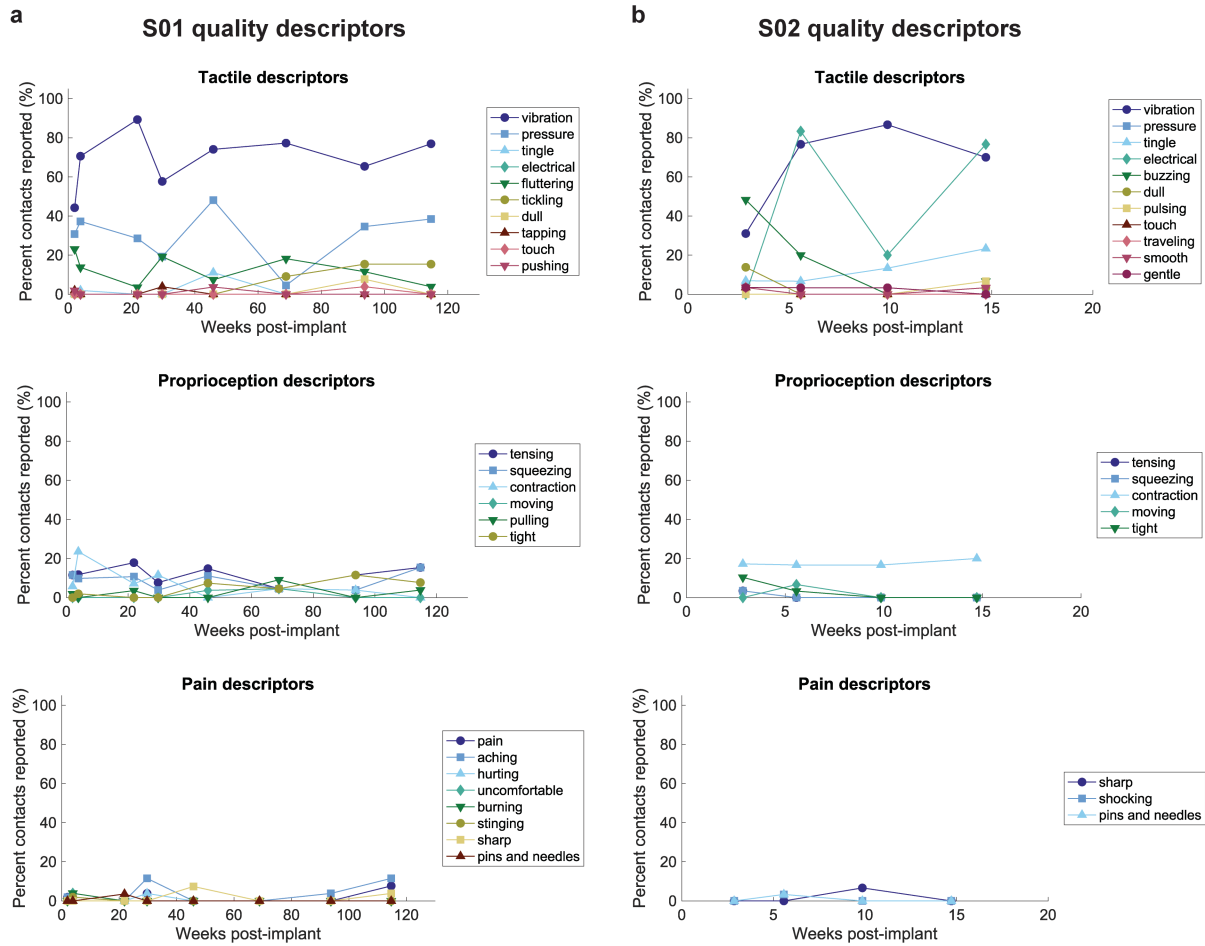 a
S01 quality descriptors
Tactile descriptors
Percent contacts reported (%)
100
80
60
40
20
0
0 20 40 60 80 100 120
Weeks post-implant
vibration
pressure
tingle
electrical
fluttering
tickling
dull
tapping
touch
pushing
Proprioception descriptors
Percent contacts reported (%)
100
80
60
40
20
0
0 20 40 60 80 100 120
Weeks post-implant
tensing
squeezing
contraction
moving
pulling
tight
Pain descriptors
Percent contacts reported (%)
100
80
60
40
20
0
0 20 40 60 80 100 120
Weeks post-implant
pain
aching
hurting
uncomfortable
burning
stinging
sharp
pins and needles
b
S02 quality descriptors
Tactile descriptors
Percent contacts reported (%)
100
80
60
40
20
0
0 5 10 15 20
Weeks post-implant
vibration
pressure
tingle
electrical
buzzing
dull
pulsing
touch
traveling
smooth
gentle
Proprioception descriptors
Percent contacts reported (%)
100
80
60
40
20
0
0 5 10 15 20
Weeks post-implant
tensing
squeezing
contraction
moving
tight
Pain descriptors
Percent contacts reported (%)
100
80
60
40
20
0
0 5 10 15 20
Weeks post-implant
sharp
shocking
pins and needles